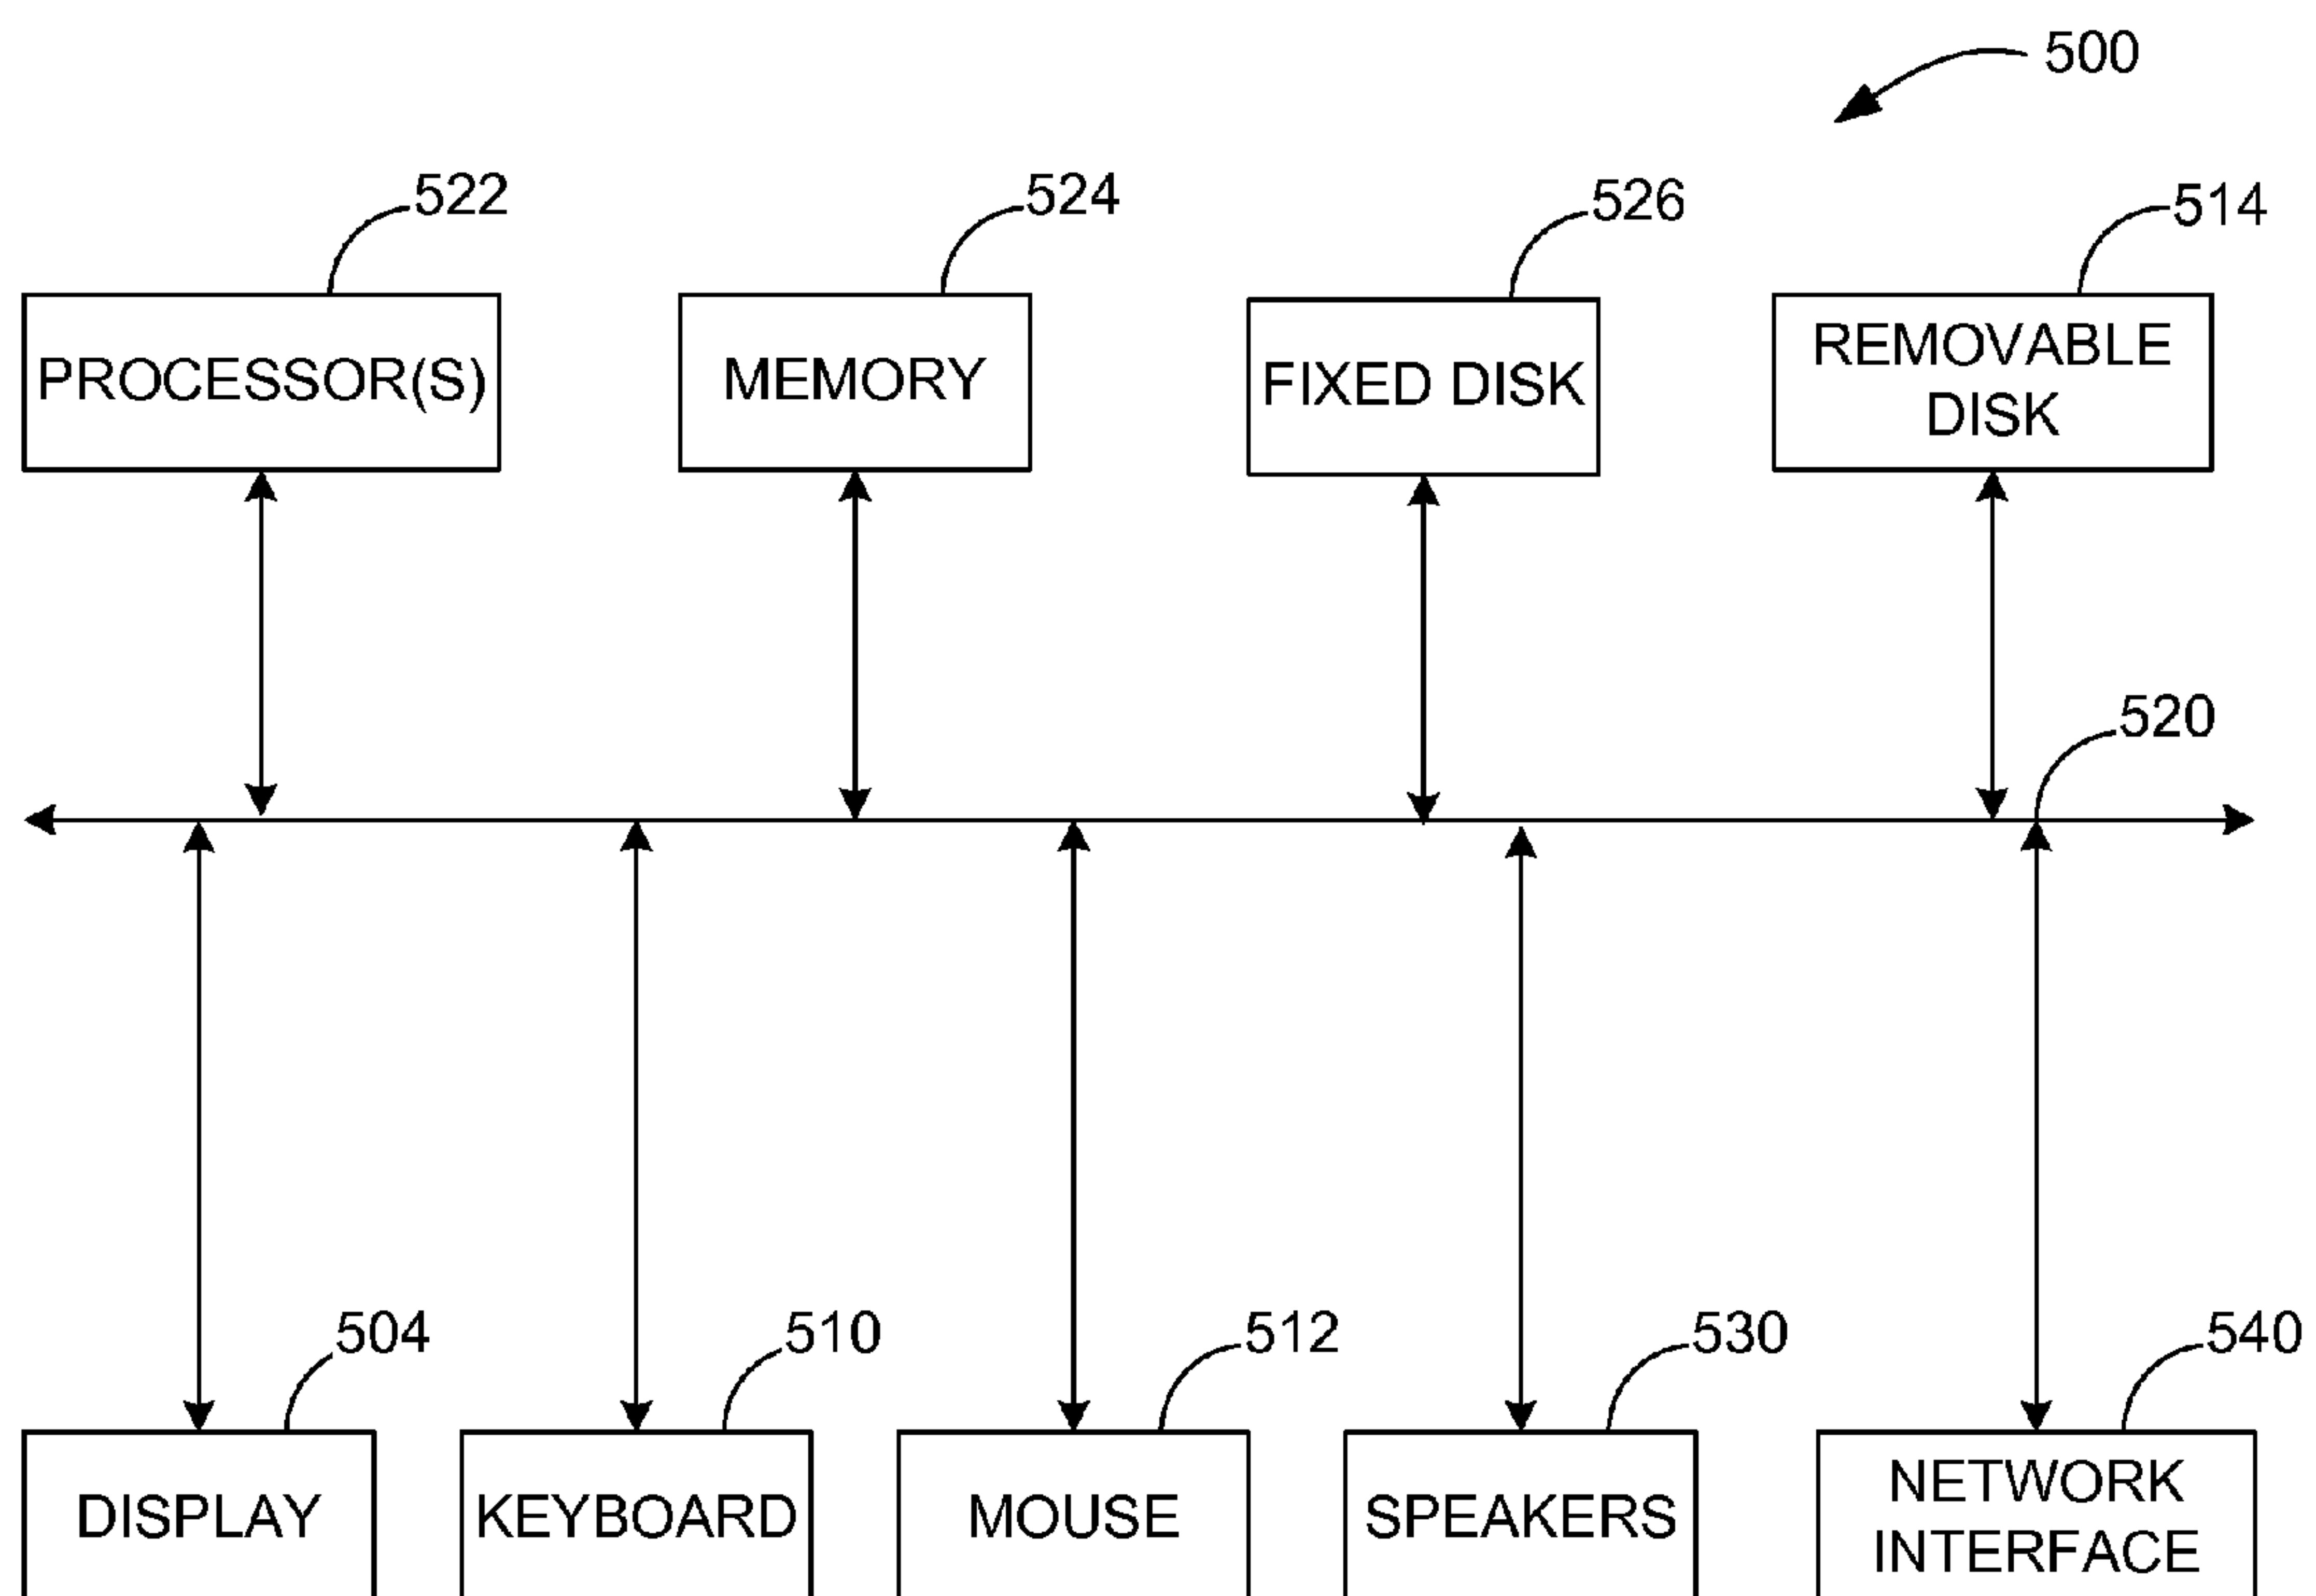 500
522
524
526
514
PROCESSOR(S)
MEMORY
FIXED DISK
REMOVABLE
DISK
520
504
510
512
530
540
DISPLAY
KEYBOARD
MOUSE
SPEAKERS
NETWORK
INTERFACE